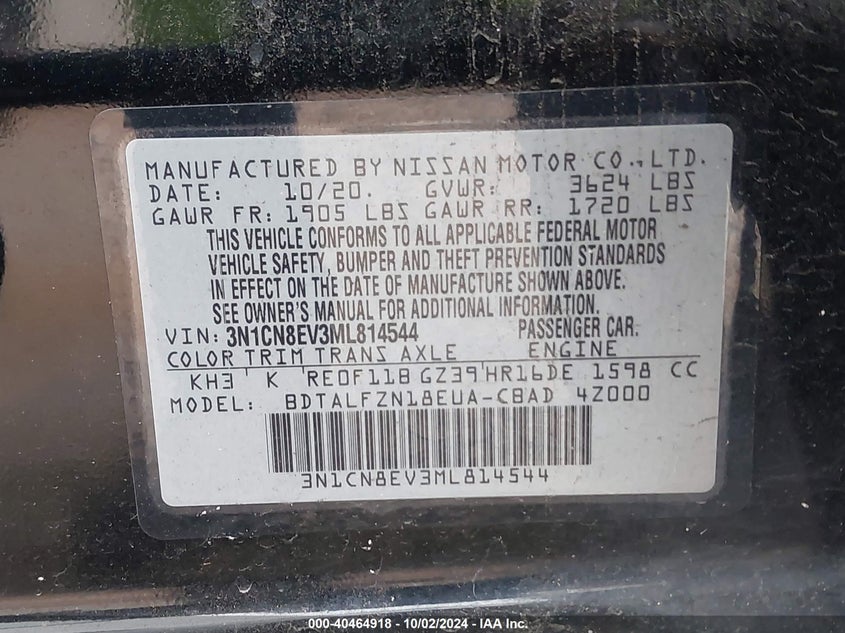 MANUFACTURED BY NISSAN MOTOR CO., LTD.
DATE: 10/20. GVWR: 3624 LBS
GAWR FR: 1905 LBS GAWR RR: 1720 LBS
THIS VEHICLE CONFORMS TO ALL APPLICABLE FEDERAL MOTOR
VEHICLE SAFETY, BUMPER AND THEFT PREVENTION STANDARDS
IN EFFECT ON THE DATE OF MANUFACTURE SHOWN ABOVE.
SEE OWNER'S MANUAL FOR ADDITIONAL INFORMATION.
VIN: 3N1CN8EV3ML814544 PASSENGER CAR.
COLOR TRIM TRANS AXLE ENGINE
KH3 K RE0F11B GZ39 HR16DE 1598 CC
MODEL: BDTALFZN18EUA-CBAD 4Z000
3N1CN8EV3ML814544
000-40464918 - 10/02/2024 - IAA Inc.